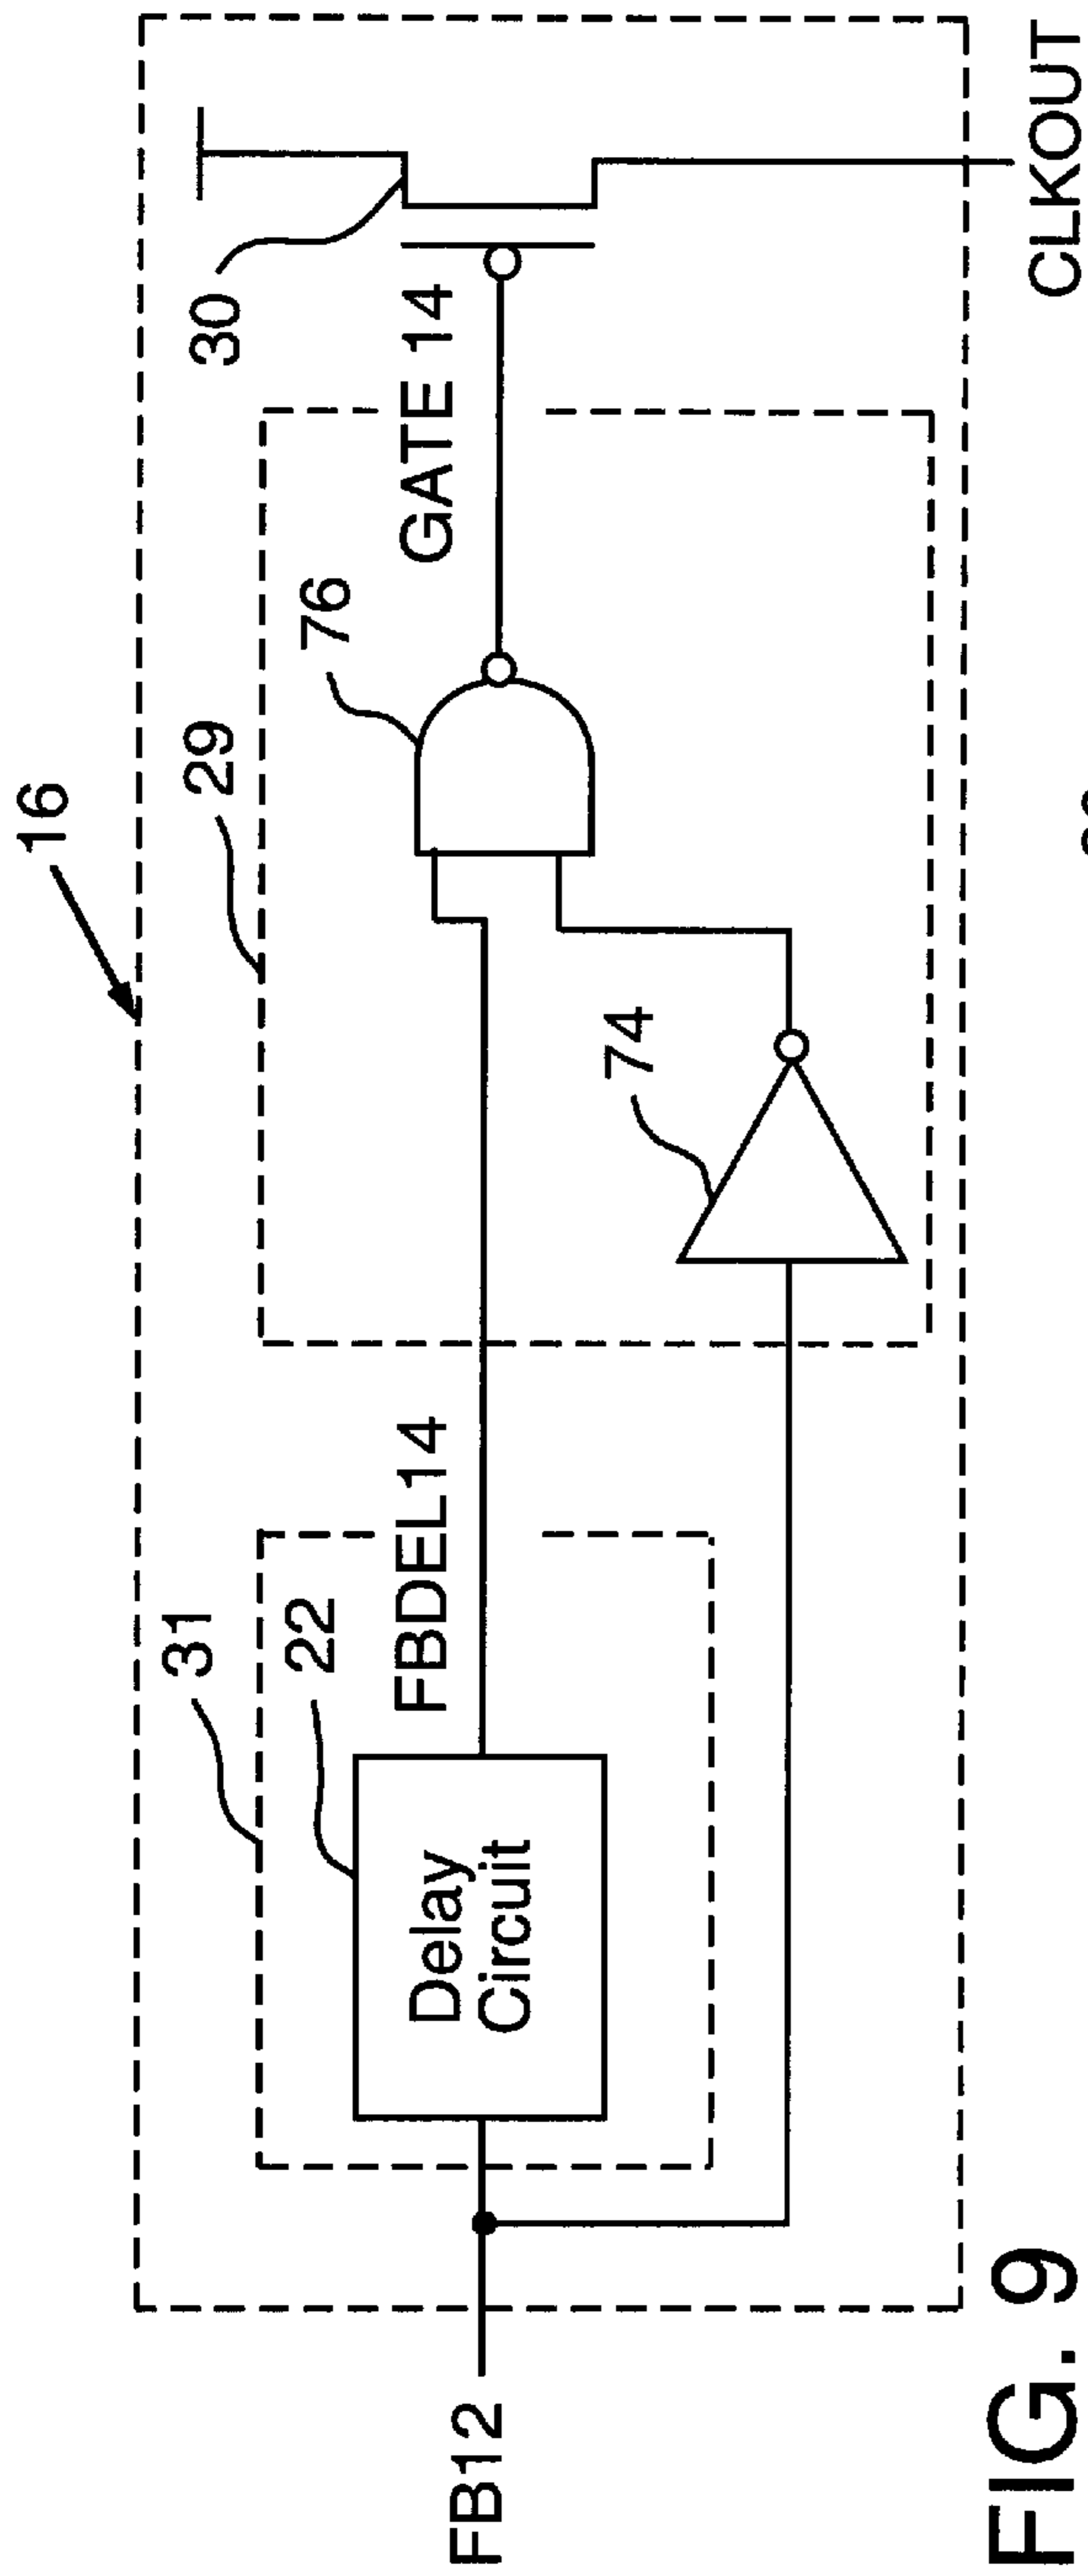 16
31
29
30
22
76
FBDEL14
GATE 14
Delay
Circuit
FB12
74
CLKOUT
FIG. 9